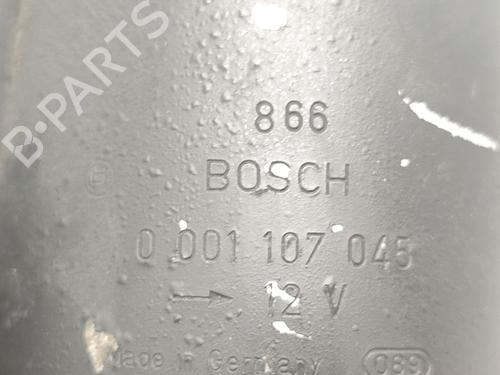 B-PARTS
866
BOSCH
0 001 107 045
→ 12 V
Made in Germany 089